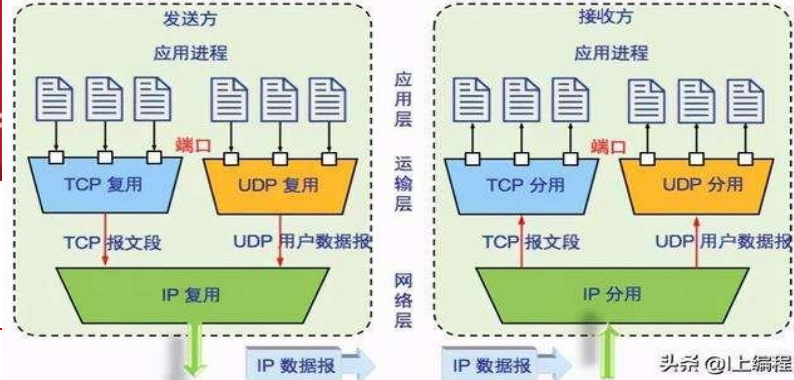 发送方
应用进程
端口
TCP 复用
UDP 复用
TCP 报文段
UDP 用户数据报
IP 复用
IP 数据报
应用层
运输层
网络层
接收方
应用进程
端口
TCP 分用
UDP 分用
TCP 报文段
UDP 用户数据报
IP 分用
IP 数据报
头条 @I上编程